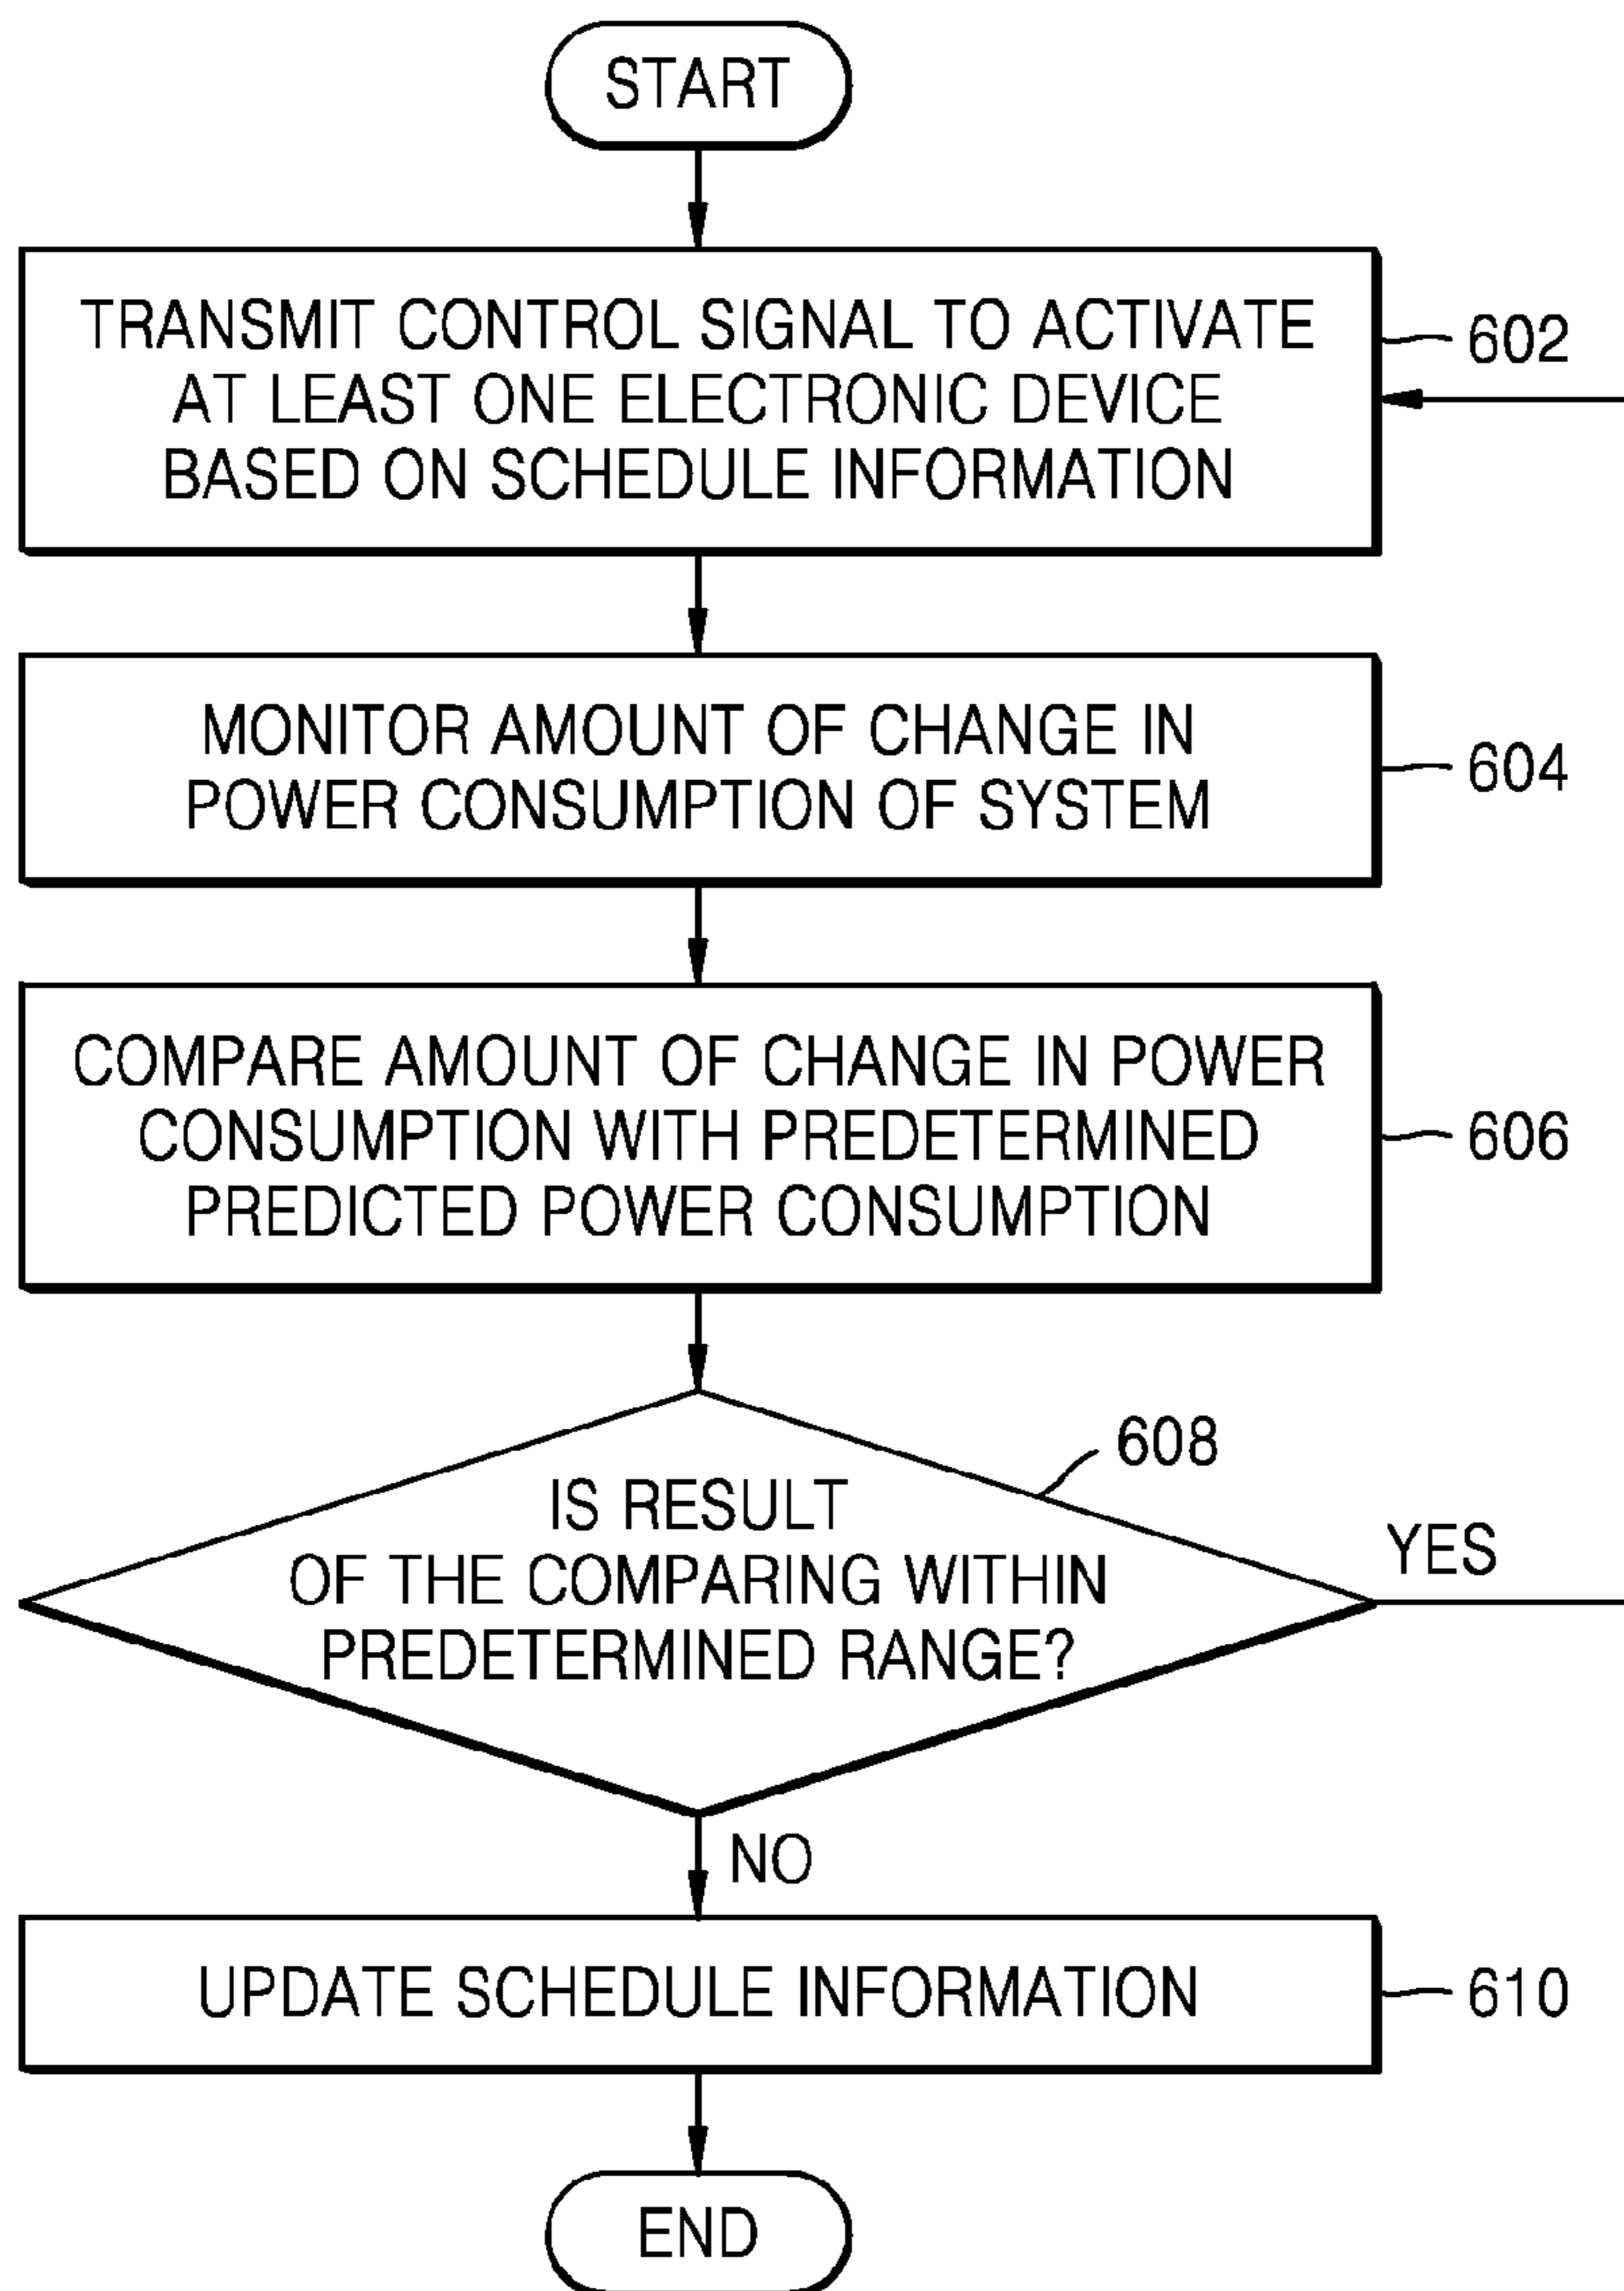 START
TRANSMIT CONTROL SIGNAL TO ACTIVATE
AT LEAST ONE ELECTRONIC DEVICE
BASED ON SCHEDULE INFORMATION
602
MONITOR AMOUNT OF CHANGE IN
POWER CONSUMPTION OF SYSTEM
604
COMPARE AMOUNT OF CHANGE IN POWER
CONSUMPTION WITH PREDETERMINED
PREDICTED POWER CONSUMPTION
606
608
IS RESULT
OF THE COMPARING WITHIN
PREDETERMINED RANGE?
YES
NO
UPDATE SCHEDULE INFORMATION
610
END